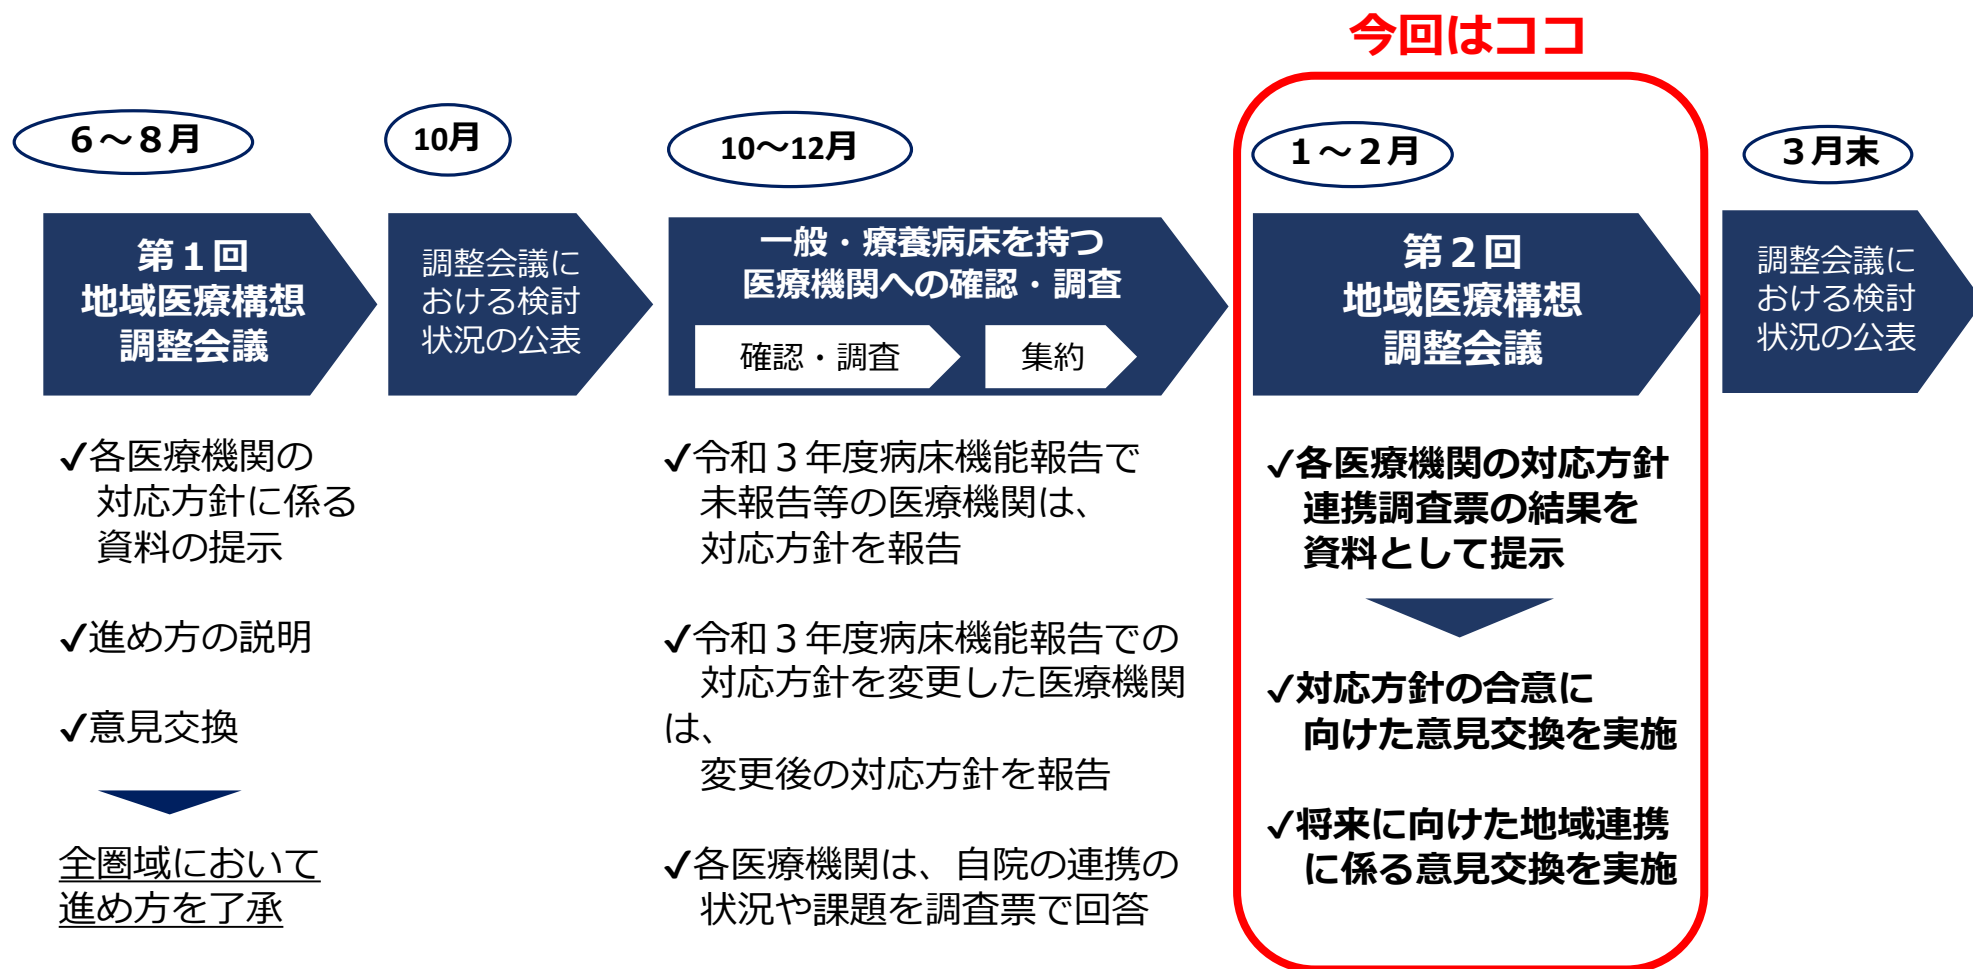 今回はココ
６～８月
第１回
地域医療構想
調整会議
✓各医療機関の
対応方針に係る
資料の提示
✓進め方の説明
✓意見交換
全圏域において
進め方を了承
10月
調整会議に
おける検討
状況の公表
10～12月
一般・療養病床を持つ
医療機関への確認・調査
確認・調査
集約
✓令和３年度病床機能報告で
未報告等の医療機関は、
対応方針を報告
✓令和３年度病床機能報告での
対応方針を変更した医療機関
は、
変更後の対応方針を報告
✓各医療機関は、自院の連携の
状況や課題を調査票で回答
１～２月
第２回
地域医療構想
調整会議
✓各医療機関の対応方針
連携調査票の結果を
資料として提示
✓対応方針の合意に
向けた意見交換を実施
✓将来に向けた地域連携
に係る意見交換を実施
３月末
調整会議に
おける検討
状況の公表